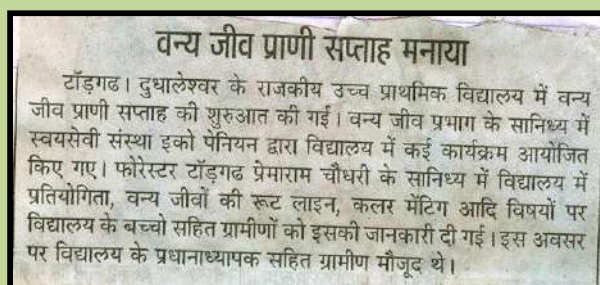 वन्य जीव प्राणी सप्ताह मनाया
टॉड़गढ। दुधालेश्वर के राजकीय उच्च प्राथमिक विद्यालय में वन्य
जीव प्राणी सप्ताह की शुरुआत की गई। वन्य जीव प्रभाग के सानिध्य में
स्वयसेवी संस्था इको पेनियन द्वारा विद्यालय में कई कार्यक्रम आयोजित
किए गए। फोरेस्टर टॉड़गढ प्रेमाराम चौधरी के सानिध्य में विद्यालय में
प्रतियोगिता, वन्य जीवों की रूट लाइन, कलर मेंटिग आदि विषयों पर
विद्यालय के बच्चो सहित ग्रामीणों को इसकी जानकारी दी गई। इस अवसर
पर विद्यालय के प्रधानाध्यापक सहित ग्रामीण मौजूद थे।